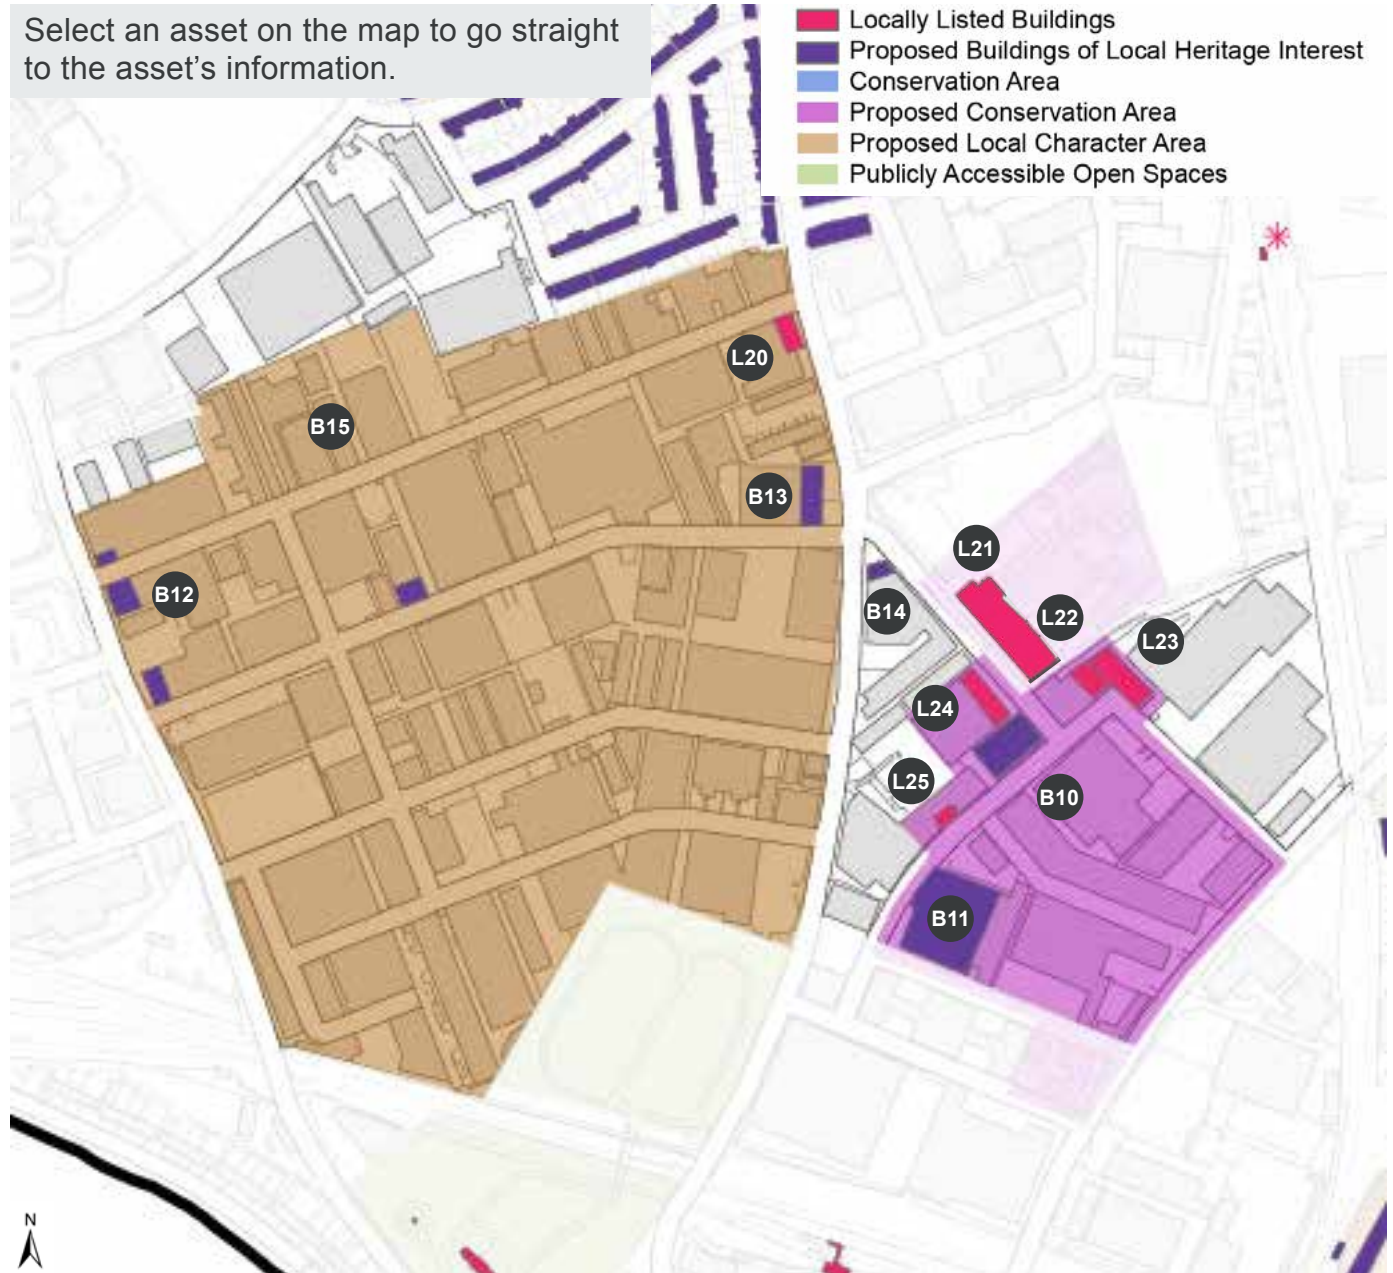 Select an asset on the map to go straight
to the asset's information.
Locally Listed Buildings
Proposed Buildings of Local Heritage Interest
Conservation Area
Proposed Conservation Area
Proposed Local Character Area
Publicly Accessible Open Spaces
L20
B15
B13
L21
B12
B14
L22
L23
L24
L25
B10
B11
N